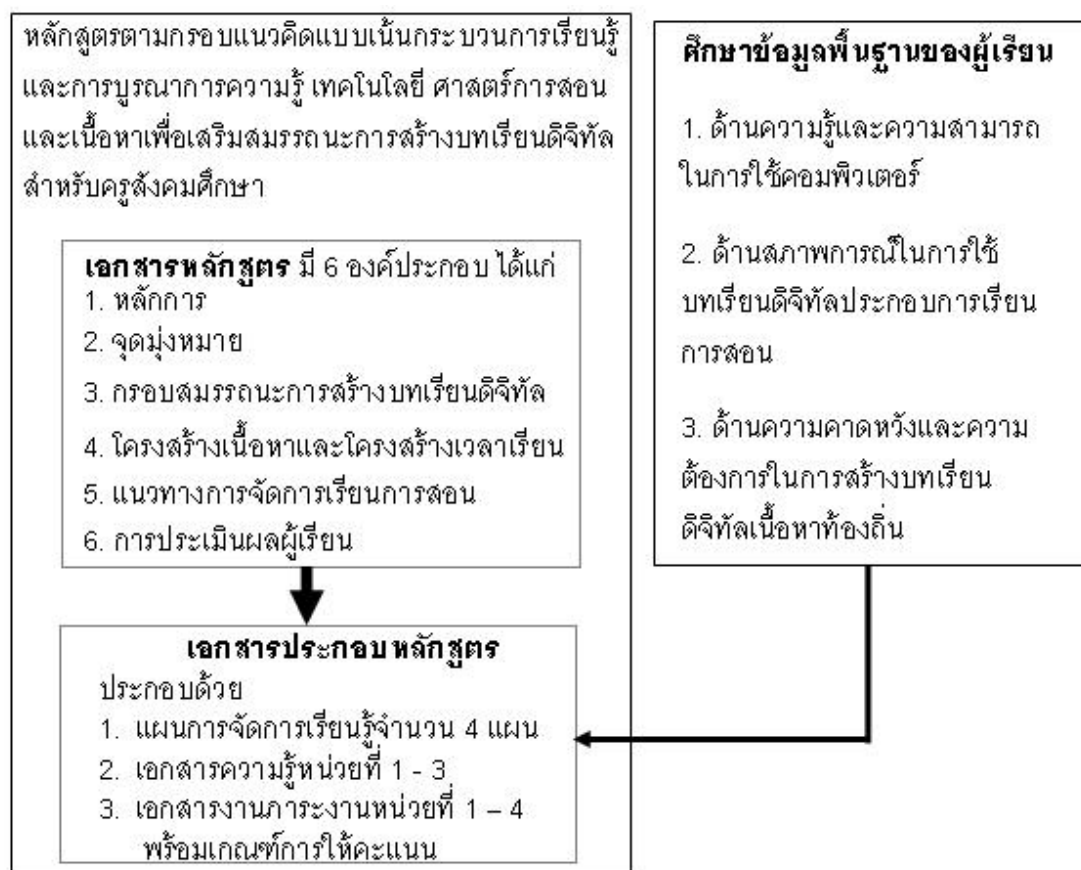 หลักสูตรตามกรอบแนวคิดแบบเน้นกระบวนการเรียนรู้
และการบูรณาการความรู้ เทคโนโลยี ศาสตร์การสอน
และเนื้อหาเพื่อเสริมสมรรถนะการสร้างบทเรียนดิจิทัล
สำหรับครูสังคมศึกษา
เอกสารหลักสูตร มี 6 องค์ประกอบ ได้แก่
1. หลักการ
2. จุดมุ่งหมาย
3. กรอบสมรรถนะการสร้างบทเรียนดิจิทัล
4. โครงสร้างเนื้อหาและโครงสร้างเวลาเรียน
5. แนวทางการจัดการเรียนการสอน
6. การประเมินผลผู้เรียน
เอกสารประกอบหลักสูตร
ประกอบด้วย
1. แผนการจัดการเรียนรู้จำนวน 4 แผน
2. เอกสารความรู้หน่วยที่ 1 - 3
3. เอกสารงานภาระงานหน่วยที่ 1 – 4
พร้อมเกณฑ์การให้คะแนน
ศึกษาข้อมูลพื้นฐานของผู้เรียน
1. ด้านความรู้และความสามารถ
ในการใช้คอมพิวเตอร์
2. ด้านสภาพการณ์ในการใช้
บทเรียนดิจิทัลประกอบการเรียน
การสอน
3. ด้านความคาดหวังและความ
ต้องการในการสร้างบทเรียน
ดิจิทัลเนื้อหาท้องถิ่น